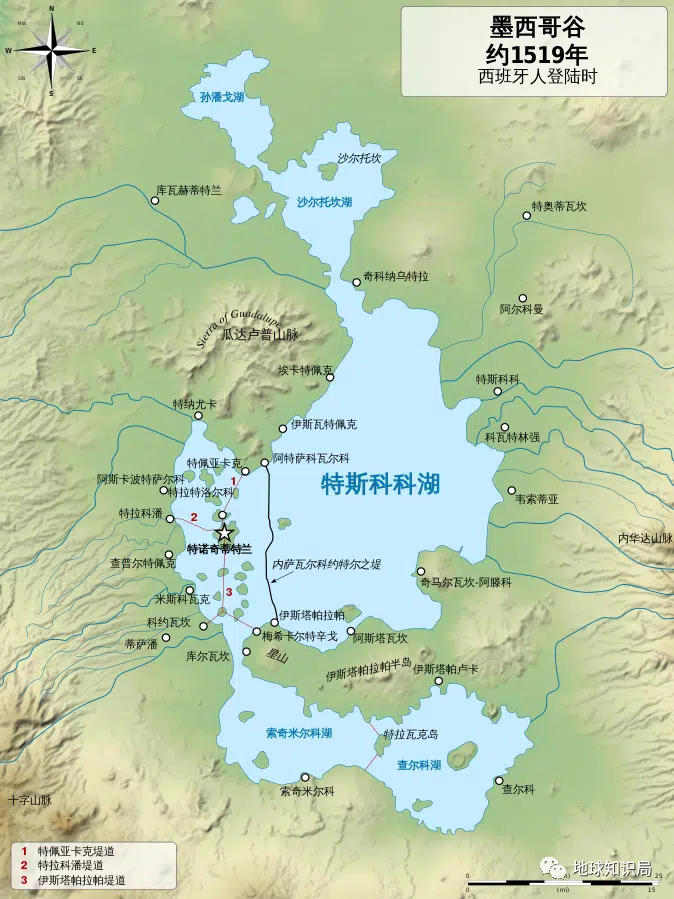 N
NW
NE
W
E
SW
SE
S
墨西哥谷
约1519年
西班牙人登陆时
孙潘戈湖
沙尔托坎
库瓦赫蒂特兰
沙尔托坎湖
特奥蒂瓦坎
奇科纳乌特拉
阿尔科曼
Sierra of Guadalupe
瓜达卢普山脉
埃卡特佩克
特斯科科
特纳尤卡
伊斯瓦特佩克
科瓦特林强
特佩亚卡克
阿特萨科瓦尔科
阿斯卡波特萨尔科
1
特斯科科湖
特拉特洛尔科
韦索蒂亚
特拉科潘
2
特诺奇蒂特兰
内华达山脉
查普尔特佩克
内萨瓦尔科约特尔之堤
奇马尔瓦坎-阿滕科
米斯科瓦克
3
伊斯塔帕拉帕
科约瓦坎
梅希卡尔特辛戈
阿斯塔瓦坎
蒂萨潘
库尔瓦坎
星山
伊斯塔帕拉帕半岛
伊斯塔帕卢卡
索奇米尔科湖
特拉瓦克岛
查尔科湖
索奇米尔科
查尔科
十字山脉
1 特佩亚卡克堤道
2 特拉科潘堤道
3 伊斯塔帕拉帕堤道
地球知识局
0
25
0
(mi)
15